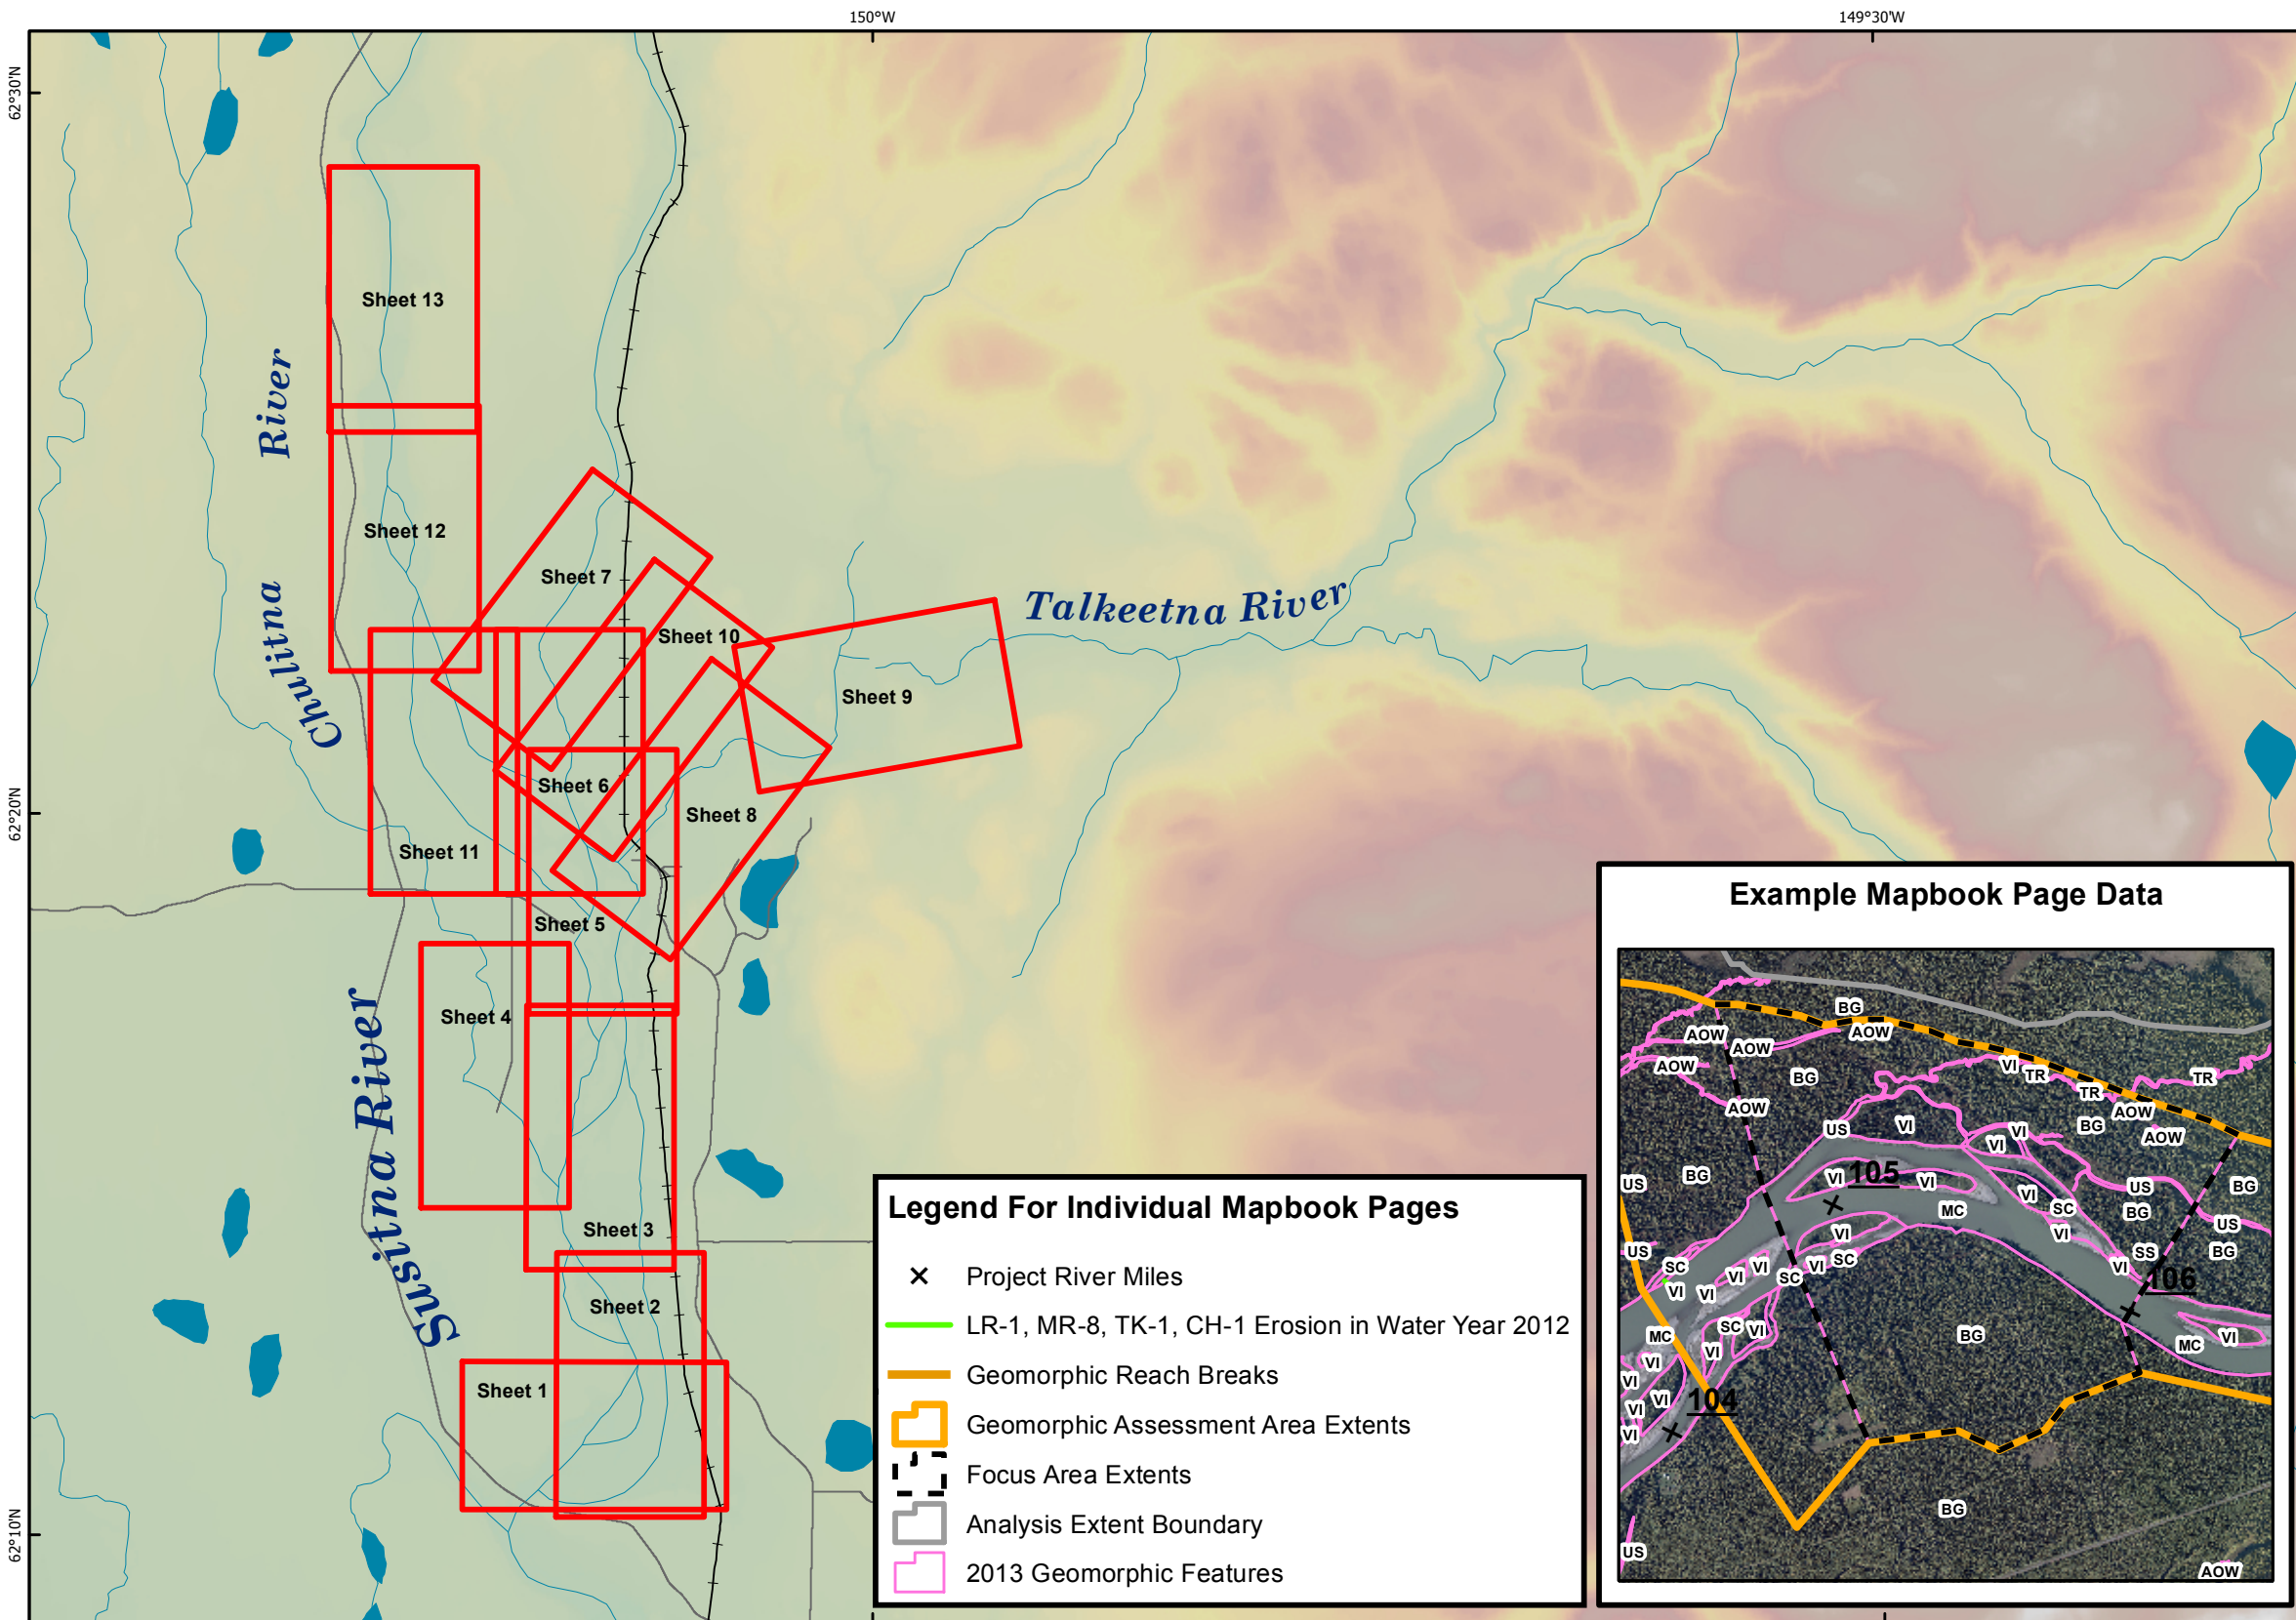 150°W
149°30'W
62°30'N
62°20'N
62°10'N
Sheet 13
River
Sheet 12
Chulitna
Sheet 7
Sheet 10
Talkeetna River
Sheet 9
Sheet 6
Sheet 8
Sheet 11
Sheet 5
Sheet 4
Susitna River
Sheet 3
Sheet 2
Sheet 1
Legend For Individual Mapbook Pages
Project River Miles
LR-1, MR-8, TK-1, CH-1 Erosion in Water Year 2012
Geomorphic Reach Breaks
Geomorphic Assessment Area Extents
Focus Area Extents
Analysis Extent Boundary
2013 Geomorphic Features
Example Mapbook Page Data
BG
AOW AOW
AOW
AOW VI TR TR
BG TR
AOW AOW
US VI VI VI BG AOW
BG VI 105 VI
US VI US BG
MC SC BG
VI VI US
US SC VI SC SS BG
VI VI VI SC VI 106
VI
SC VI BG
MC VI MC VI
VI
VI VI
VI 104
VI
BG
US
AOW